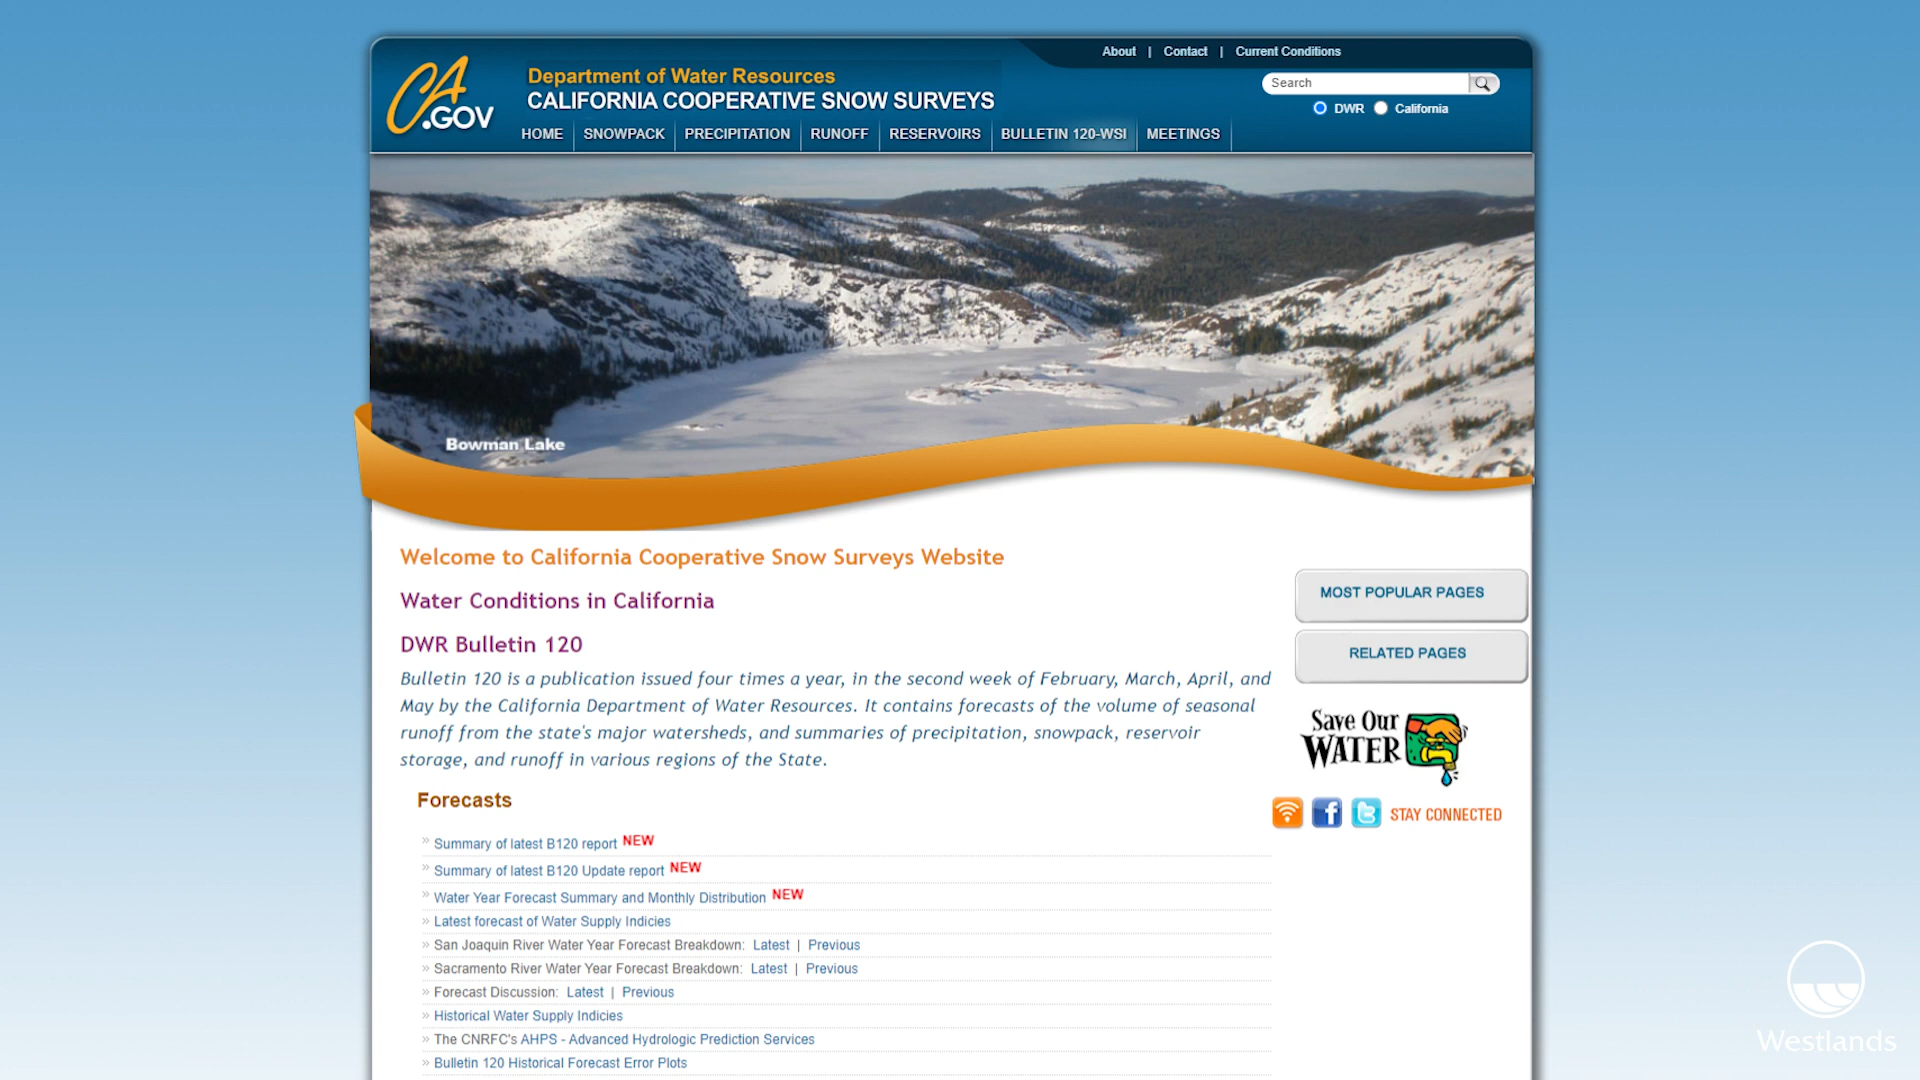 About | Contact | Current Conditions
CA.GOV
Department of Water Resources
CALIFORNIA COOPERATIVE SNOW SURVEYS
Search
DWR California
HOME SNOWPACK PRECIPITATION RUNOFF RESERVOIRS BULLETIN 120-WSI MEETINGS
Bowman Lake
Welcome to California Cooperative Snow Surveys Website
Water Conditions in California
DWR Bulletin 120
Bulletin 120 is a publication issued four times a year, in the second week of February, March, April, and
May by the California Department of Water Resources. It contains forecasts of the volume of seasonal
runoff from the state's major watersheds, and summaries of precipitation, snowpack, reservoir
storage, and runoff in various regions of the State.
Forecasts
» Summary of latest B120 report NEW
» Summary of latest B120 Update report NEW
» Water Year Forecast Summary and Monthly Distribution NEW
» Latest forecast of Water Supply Indicies
» San Joaquin River Water Year Forecast Breakdown: Latest | Previous
» Sacramento River Water Year Forecast Breakdown: Latest | Previous
» Forecast Discussion: Latest | Previous
» Historical Water Supply Indicies
» The CNRFC's AHPS - Advanced Hydrologic Prediction Services
» Bulletin 120 Historical Forecast Error Plots
MOST POPULAR PAGES
RELATED PAGES
Save Our
WATER
STAY CONNECTED
Westlands